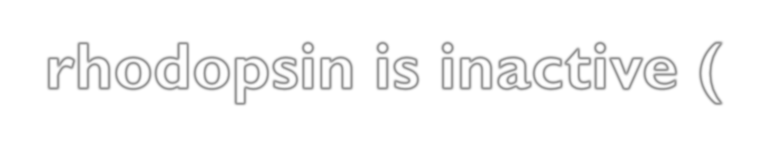 rhodopsin is inactive (